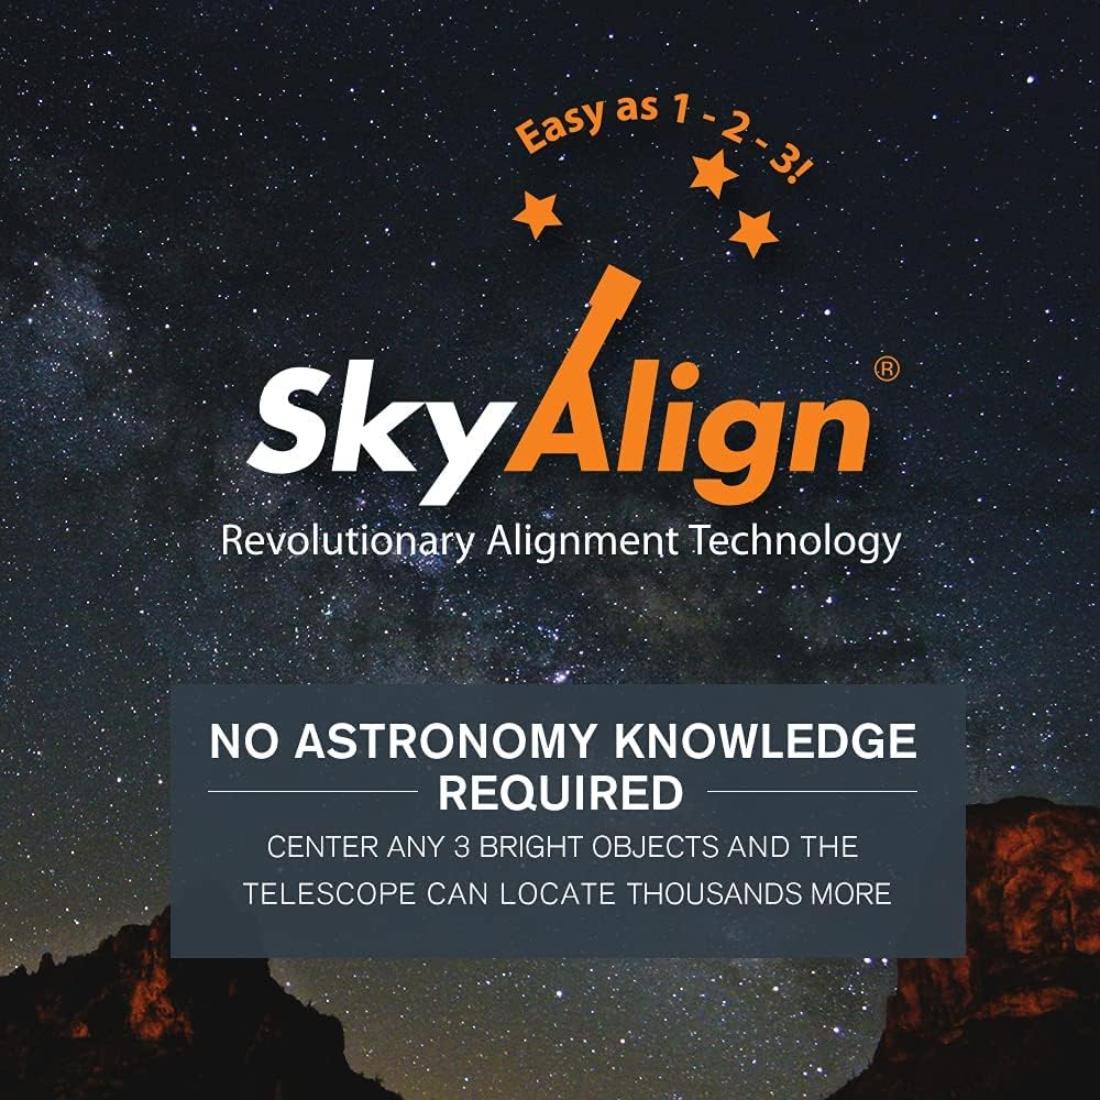 Easy as 1 - 2 - 3!
SkyAlign®
Revolutionary Alignment Technology
NO ASTRONOMY KNOWLEDGE
REQUIRED
CENTER ANY 3 BRIGHT OBJECTS AND THE
TELESCOPE CAN LOCATE THOUSANDS MORE